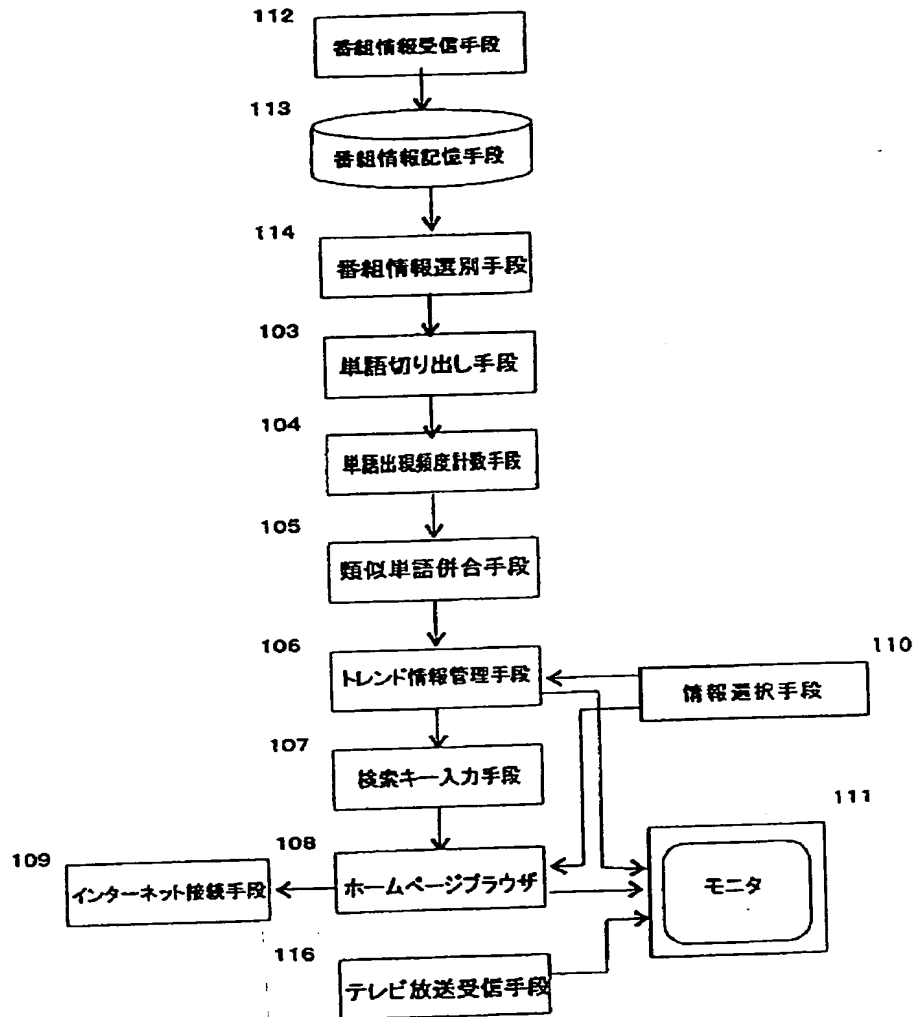 112
番組情報受信手段
113
番組情報記憶手段
114
番組情報選別手段
103
単語切り出し手段
104
単語出現頻度計数手段
105
類似単語併合手段
106
トレンド情報管理手段
110
情報選択手段
107
検索キー入力手段
111
モニタ
108
ホームページブラウザ
109
インターネット接続手段
116
テレビ放送受信手段